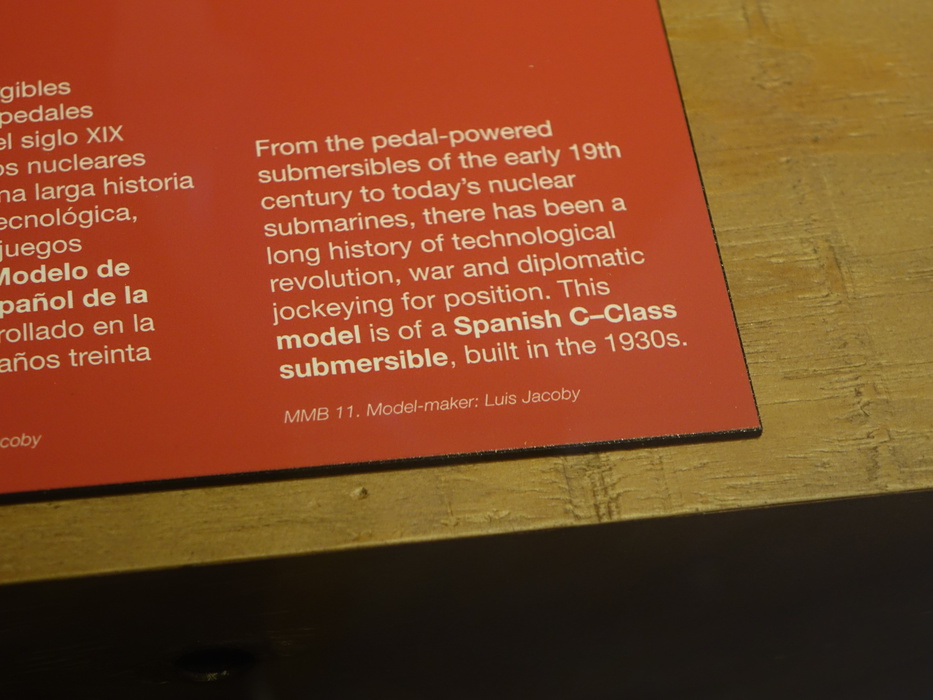 gibles
pedales
el siglo XIX
os nucleares
na larga historia
ecnológica,
juegos
Modelo de
pañol de la
rollado en la
años treinta
coby
From the pedal-powered
submersibles of the early 19th
century to today's nuclear
submarines, there has been a
long history of technological
revolution, war and diplomatic
jockeying for position. This
model is of a Spanish C–Class
submersible, built in the 1930s.
MMB 11. Model-maker: Luis Jacoby